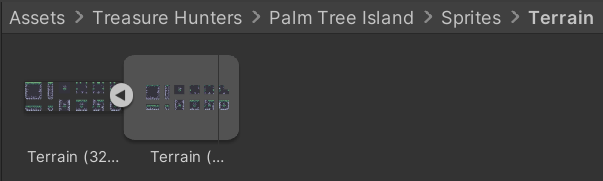 Assets > Treasure Hunters > Palm Tree Island > Sprites > Terrain
Terrain (32... Terrain (...